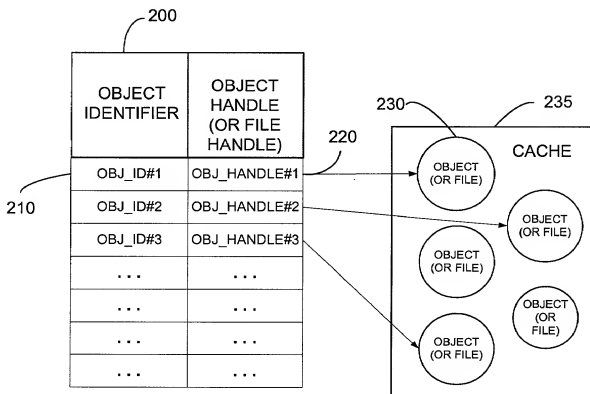 200
OBJECT
IDENTIFIER
OBJECT
HANDLE
(OR FILE
HANDLE)
210
OBJ_ID#1
OBJ_HANDLE#1
220
OBJ_ID#2
OBJ_HANDLE#2
OBJ_ID#3
OBJ_HANDLE#3
... ...
... ...
... ...
... ...
230
235
CACHE
OBJECT
(OR FILE)
OBJECT
(OR FILE)
OBJECT
(OR FILE)
OBJECT
(OR
FILE)
OBJECT
(OR FILE)